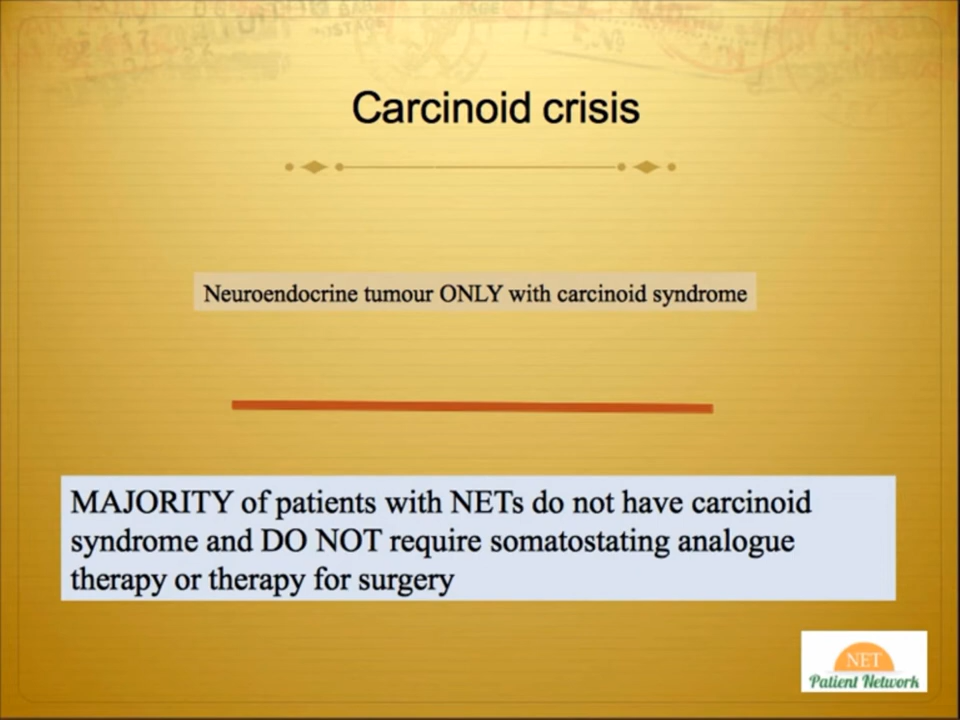 Carcinoid crisis
Neuroendocrine tumour ONLY with carcinoid syndrome
MAJORITY of patients with NETs do not have carcinoid
syndrome and DO NOT require somatostating analogue
therapy or therapy for surgery
NET
Patient Network